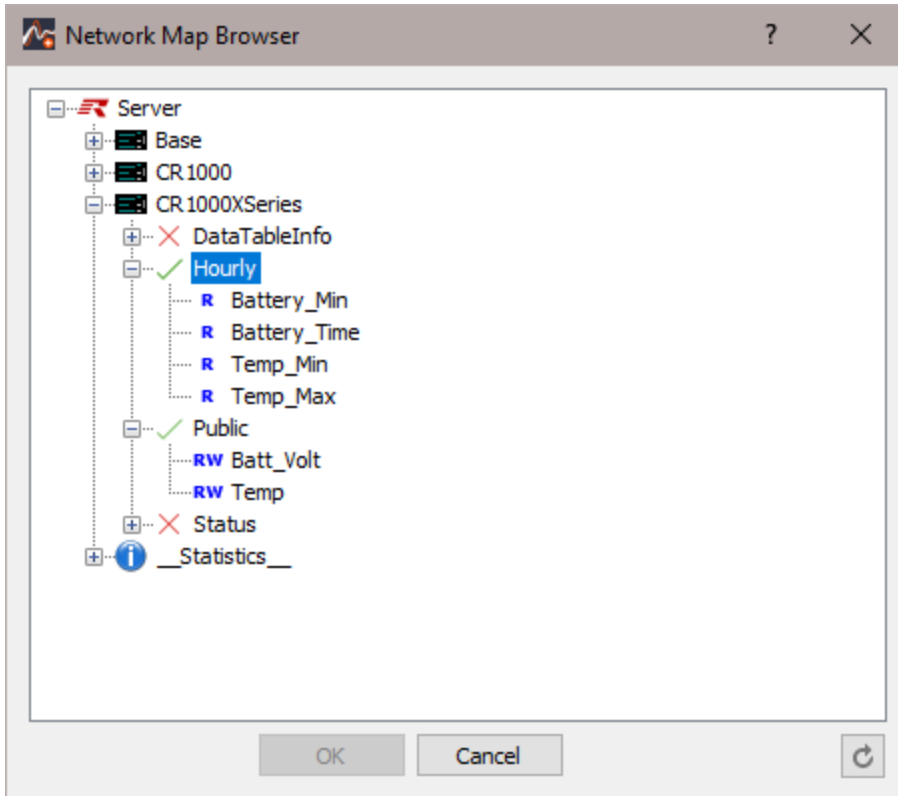 Network Map Browser
?
Server
Base
CR1000
CR1000XSeries
DataTableInfo
Hourly
R Battery_Min
R Battery_Time
R Temp_Min
R Temp_Max
Public
RW Batt_Volt
RW Temp
Status
i __Statistics__
OK Cancel